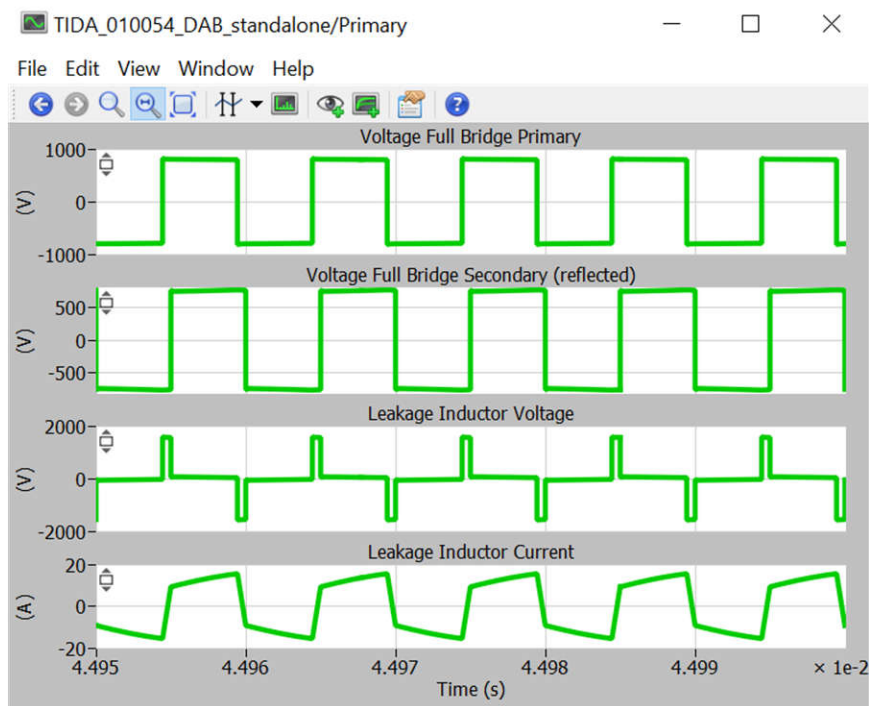 TIDA_010054_DAB_standalone/Primary
File Edit View Window Help
Voltage Full Bridge Primary
1000
0
-1000
(V)
Voltage Full Bridge Secondary (reflected)
500
0
-500
(V)
Leakage Inductor Voltage
2000
0
-2000
(V)
Leakage Inductor Current
20
0
-20
(A)
4.495 4.496 4.497 4.498 4.499 × 1e-2
Time (s)